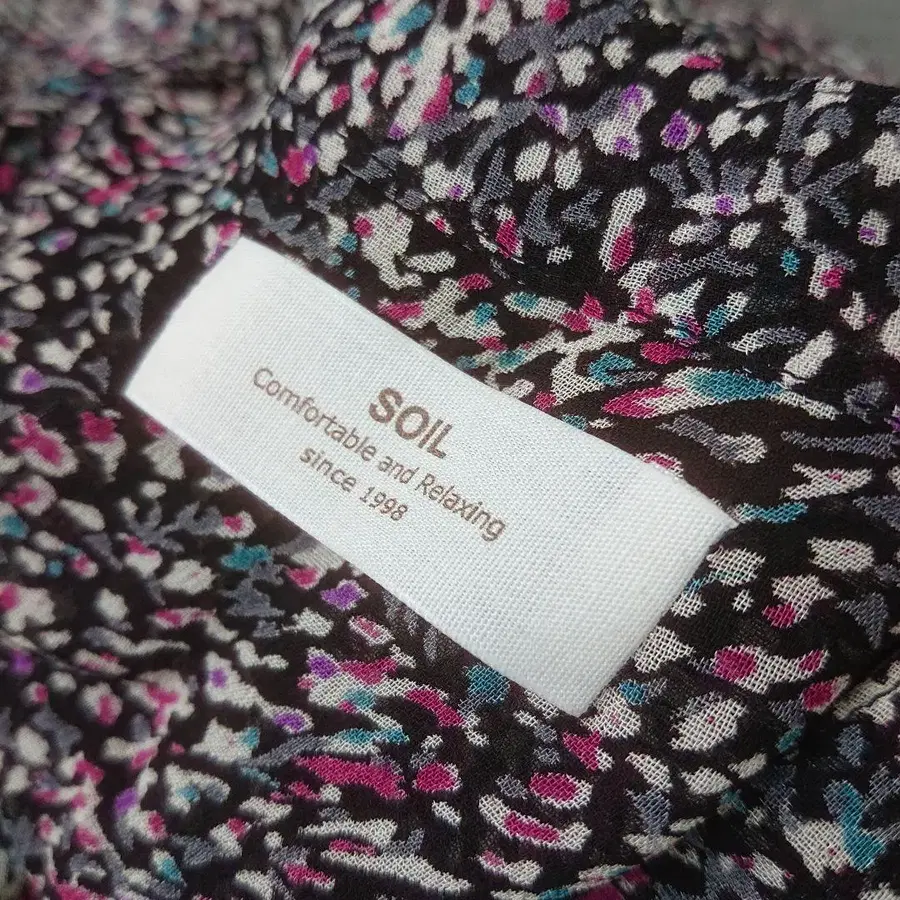 SOIL
Comfortable and Relaxing
since 1998